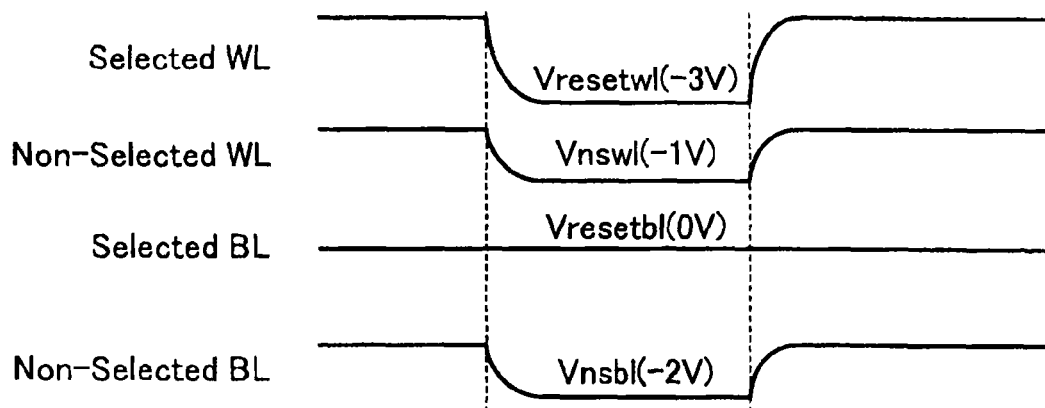 Selected WL
Vresetwl(-3V)
Non-Selected WL
Vnswl(-1V)
Selected BL
Vresetbl(0V)
Non-Selected BL
Vnsbl(-2V)